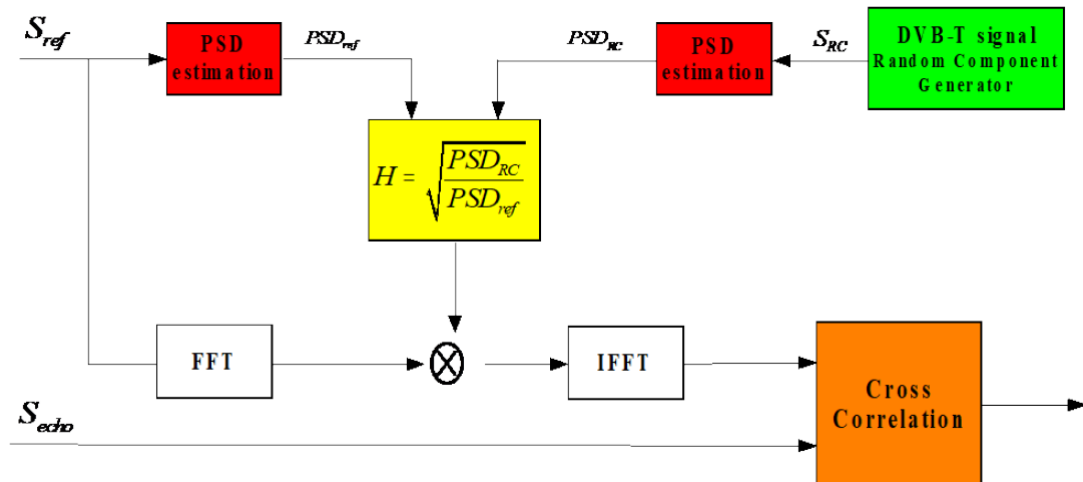 S_ref
PSD
estimation
PSD_ref
PSD_RC
PSD
estimation
S_RC
DVB-T signal
Random Component
Generator
H = √(PSD_RC / PSD_ref)
FFT
IFFT
Cross
Correlation
S_echo